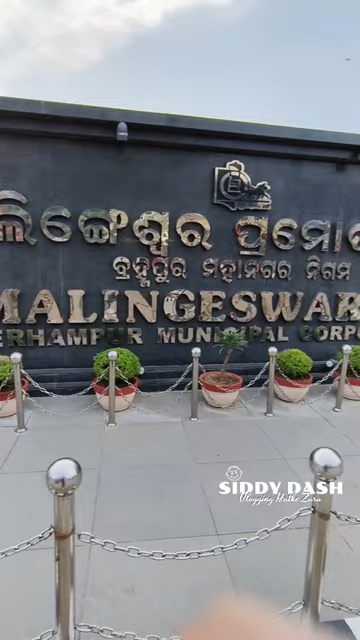 ଲିଙ୍ଗେଶ୍ୱର ପ୍ରମୋ
ବ୍ରହ୍ମପୁର ମହାନଗର ନିଗମ
MALINGESWAR
ERHAMPUR MUNICIPAL CORPO
SIDDY DASH
Vlogging Hatke Zara